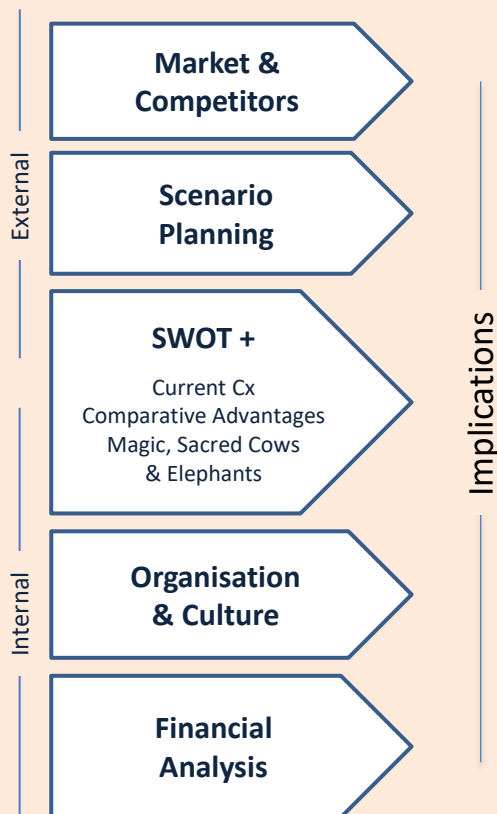 Market &
Competitors
External
Scenario
Planning
SWOT +
Current Cx
Comparative Advantages
Magic, Sacred Cows
& Elephants
Implications
Organisation
& Culture
Internal
Financial
Analysis